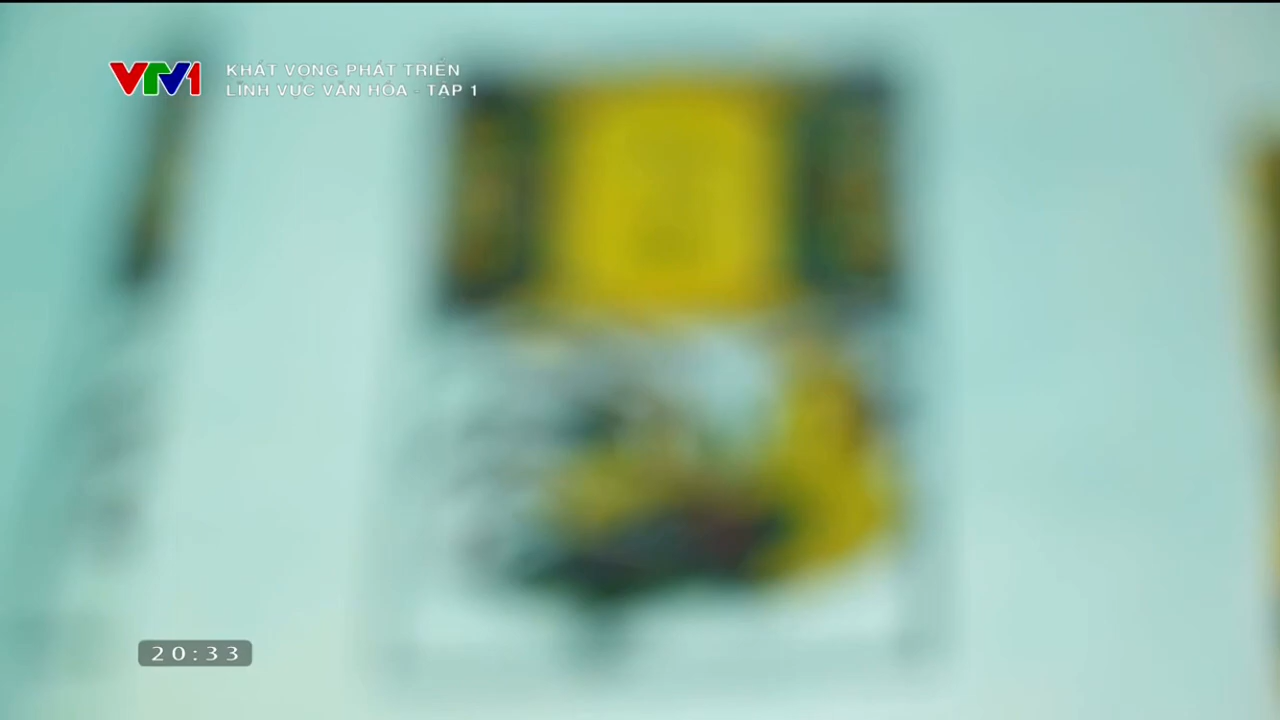 VTV1
KHÁT VỌNG PHÁT TRIỂN
LĨNH VỰC VĂN HÓA - TẬP 1
20:33